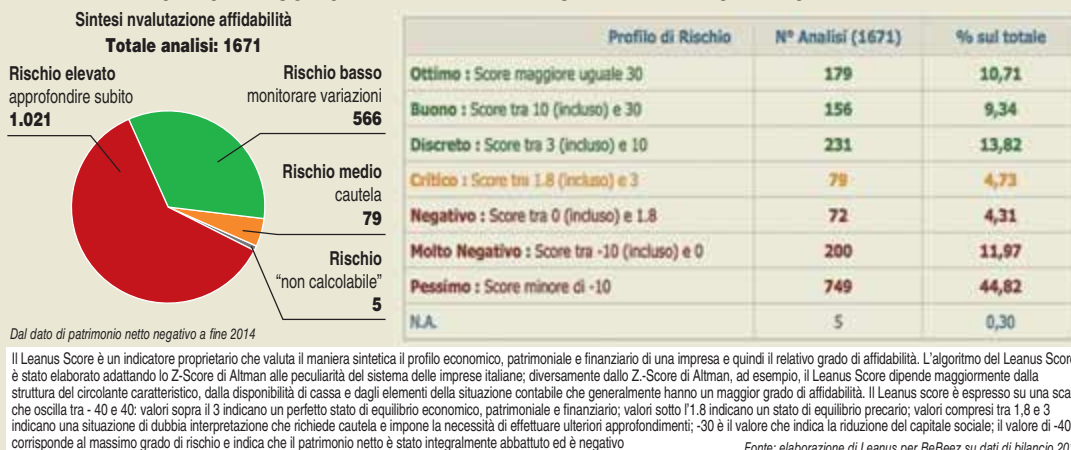 Sintesi nvalutazione affidabilità
Totale analisi: 1671
Rischio elevato
approfondire subito
1.021
Rischio basso
monitorare variazioni
566
Rischio medio
cautela
79
Rischio
“non calcolabile”
5
Dal dato di patrimonio netto negativo a fine 2014
Profilo di Rischio N° Analisi (1671) % sul totale
Ottimo : Score maggiore uguale 30 179 10,71
Buono : Score tra 10 (incluso) e 30 156 9,34
Discreto : Score tra 3 (incluso) e 10 231 13,82
Critico : Score tra 1.8 (incluso) e 3 79 4,73
Negativo : Score tra 0 (incluso) e 1.8 72 4,31
Molto Negativo : Score tra -10 (incluso) e 0 200 11,97
Pessimo : Score minore di -10 749 44,82
N.A. 5 0,30
Il Leanus Score è un indicatore proprietario che valuta il maniera sintetica il profilo economico, patrimoniale e finanziario di una impresa e quindi il relativo grado di affidabilità. L'algoritmo del Leanus Score
è stato elaborato adattando lo Z-Score di Altman alle peculiarità del sistema delle imprese italiane; diversamente dallo Z.-Score di Altman, ad esempio, il Leanus Score dipende maggiormente dalla
struttura del circolante caratteristico, dalla disponibilità di cassa e dagli elementi della situazione contabile che generalmente hanno un maggior grado di affidabilità. Il Leanus score è espresso su una sca
che oscilla tra - 40 e 40: valori sopra il 3 indicano un perfetto stato di equilibrio economico, patrimoniale e finanziario; valori sotto l'1.8 indicano un stato di equilibrio precario; valori compresi tra 1,8 e 3
indicano una situazione di dubbia interpretazione che richiede cautela e impone la necessità di effettuare ulteriori approfondimenti; -30 è il valore che indica la riduzione del capitale sociale; il valore di -40
corrisponde al massimo grado di rischio e indica che il patrimonio netto è stato integralmente abbattuto ed è negativo
Fonte: elaborazione di Leanus per BeBeez su dati di bilancio 201